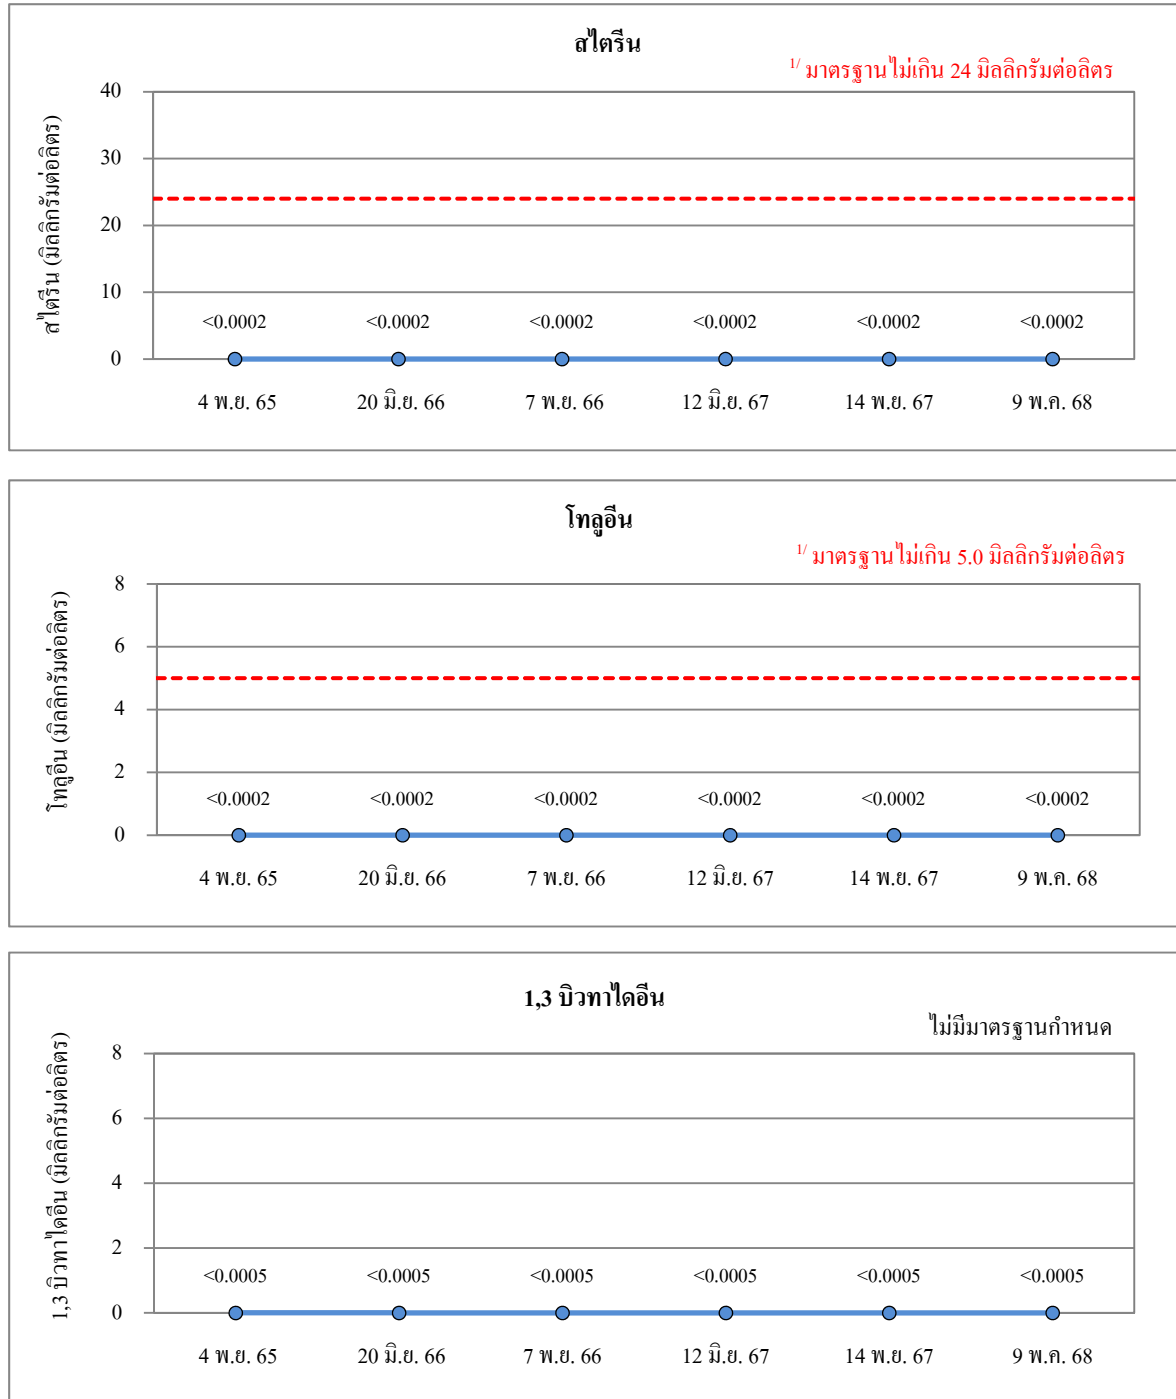 สไตรีน
1/ มาตรฐานไม่เกิน 24 มิลลิกรัมต่อลิตร
สไตรีน (มิลลิกรัมต่อลิตร)
40
30
20
10
0
<0.0002 <0.0002 <0.0002 <0.0002 <0.0002 <0.0002
4 พ.ย. 65 20 มิ.ย. 66 7 พ.ย. 66 12 มิ.ย. 67 14 พ.ย. 67 9 พ.ค. 68
โทลูอีน
1/ มาตรฐานไม่เกิน 5.0 มิลลิกรัมต่อลิตร
โทลูอีน (มิลลิกรัมต่อลิตร)
8
6
4
2
0
<0.0002 <0.0002 <0.0002 <0.0002 <0.0002 <0.0002
4 พ.ย. 65 20 มิ.ย. 66 7 พ.ย. 66 12 มิ.ย. 67 14 พ.ย. 67 9 พ.ค. 68
1,3 บิวทาไดอีน
ไม่มีมาตรฐานกำหนด
1,3 บิวทาไดอีน (มิลลิกรัมต่อลิตร)
8
6
4
2
0
<0.0005 <0.0005 <0.0005 <0.0005 <0.0005 <0.0005
4 พ.ย. 65 20 มิ.ย. 66 7 พ.ย. 66 12 มิ.ย. 67 14 พ.ย. 67 9 พ.ค. 68